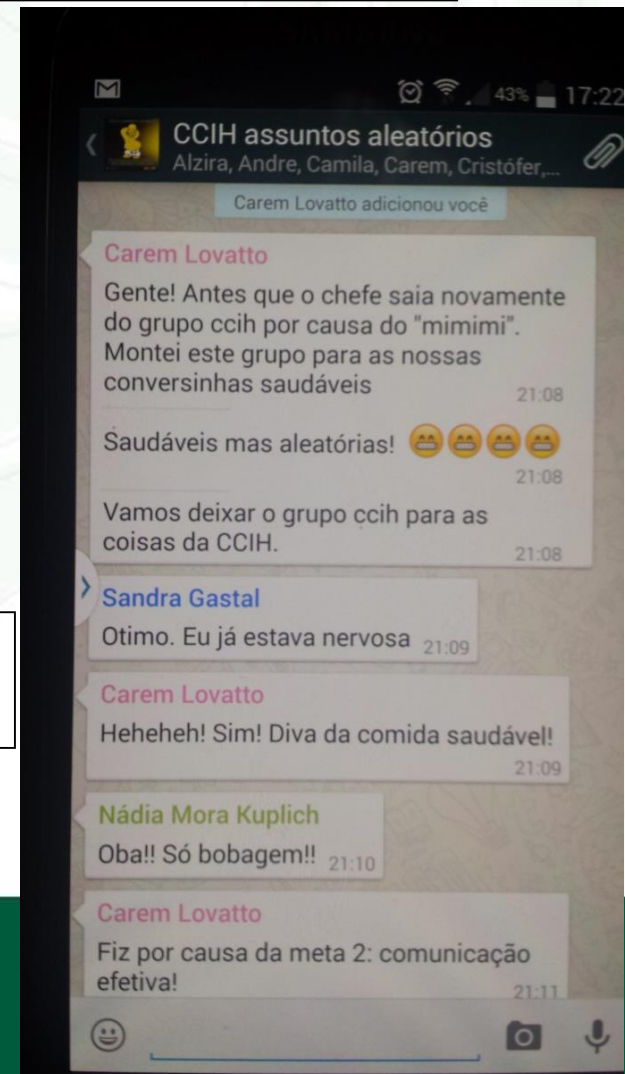 43% 17:22
CCIH assuntos aleatórios
Alzira, Andre, Camila, Carem, Cristófer,...
Carem Lovatto adicionou você
Carem Lovatto
Gente! Antes que o chefe saia novamente
do grupo ccih por causa do "mimimi".
Montei este grupo para as nossas
conversinhas saudáveis
21:08
Saudáveis mas aleatórias! 😁😁😁😁
21:08
Vamos deixar o grupo ccih para as
coisas da CCIH.
21:08
Sandra Gastal
Otimo. Eu já estava nervosa 21:09
Carem Lovatto
Heheheh! Sim! Diva da comida saudável!
21:09
Nádia Mora Kuplich
Oba!! Só bobagem!! 21:10
Carem Lovatto
Fiz por causa da meta 2: comunicação
efetiva!
21:11